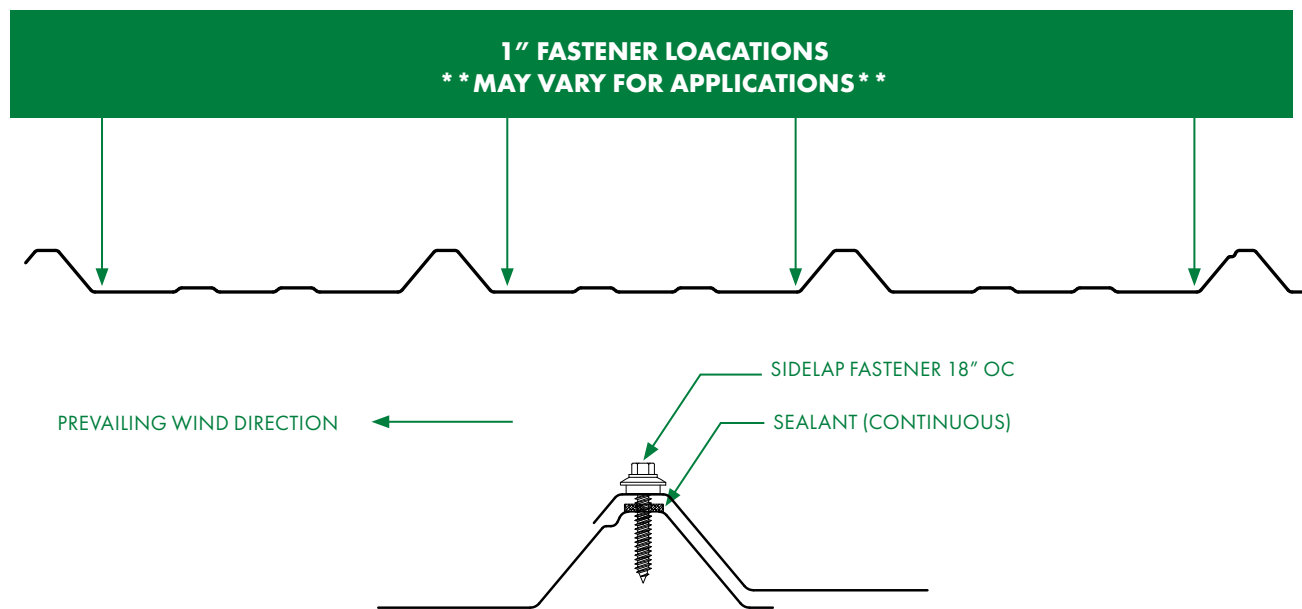 1" FASTENER LOACATIONS
**MAY VARY FOR APPLICATIONS**
SIDELAP FASTENER 18" OC
PREVAILING WIND DIRECTION
SEALANT (CONTINUOUS)